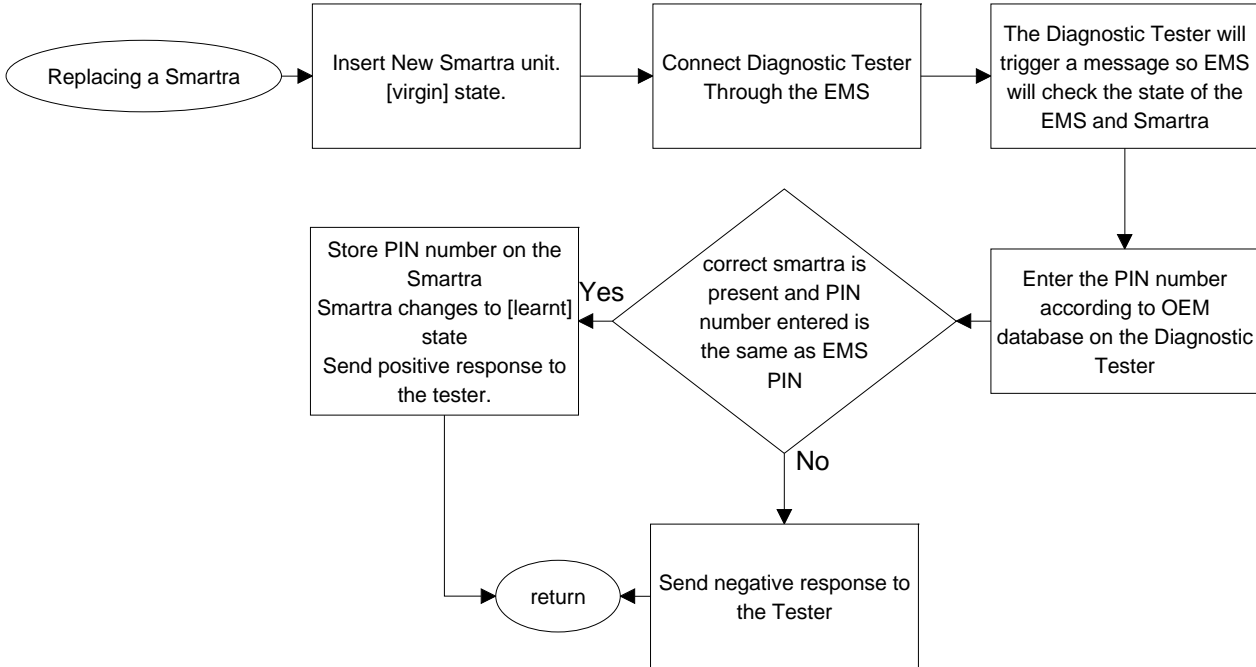 Replacing a Smartra
Insert New Smartra unit.
[virgin] state.
Connect Diagnostic Tester
Through the EMS
The Diagnostic Tester will
trigger a message so EMS
will check the state of the
EMS and Smartra
Enter the PIN number
according to OEM
database on the Diagnostic
Tester
correct smartra is
present and PIN
number entered is
the same as EMS
PIN
Yes
Store PIN number on the
Smartra
Smartra changes to [learnt]
state
Send positive response to
the tester.
No
Send negative response to
the Tester
return